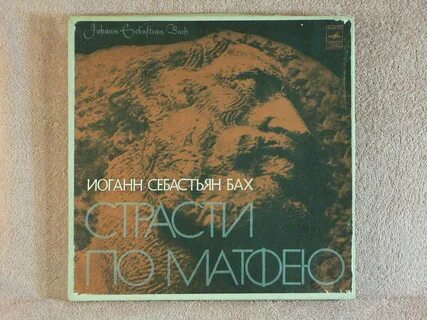 Johann Sebastian Bach
ИОГАНН СЕБАСТЬЯН БАХ
СТРАСТИ
ПО МАТФЕЮ